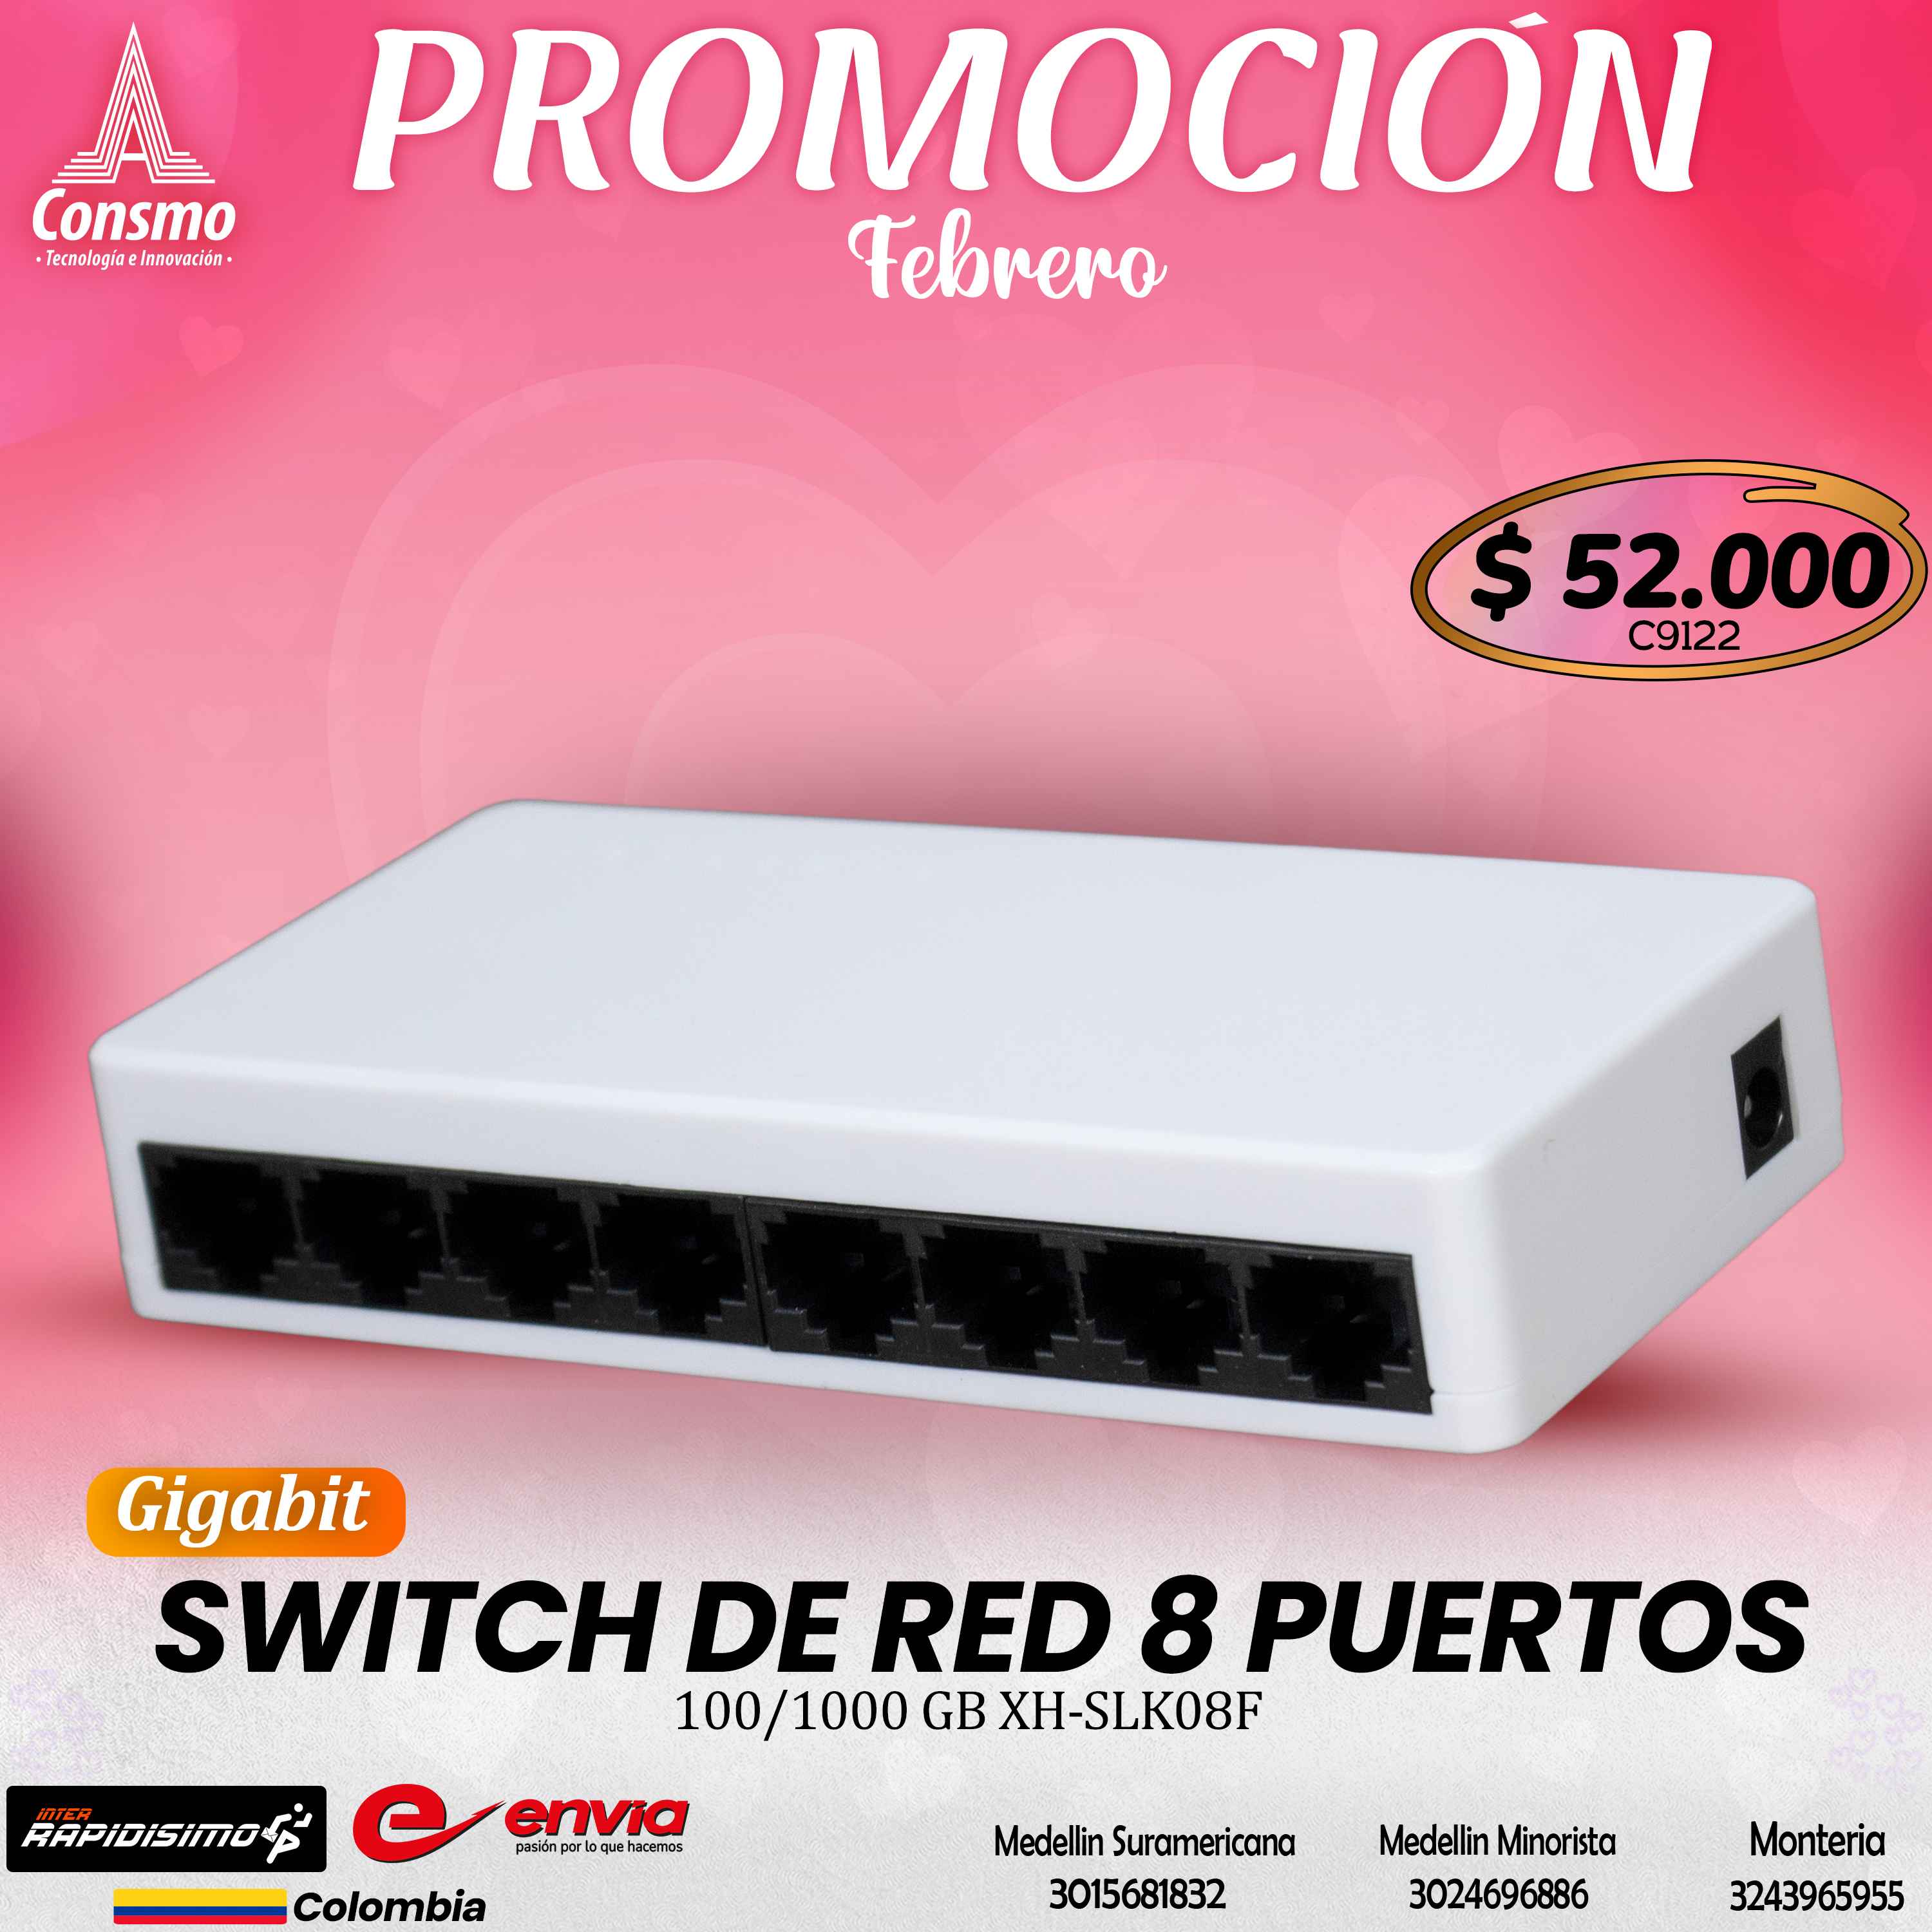 PROMOCIÓN
Febrero
A
Consmo
• Tecnología e Innovación •
$ 52.000
C9122
Gigabit
SWITCH DE RED 8 PUERTOS
100/1000 GB XH-SLK08F
INTER
RAPIDISIMO
e envía
pasión por lo que hacemos
Colombia
Medellin Suramericana
3015681832
Medellin Minorista
3024696886
Monteria
3243965955